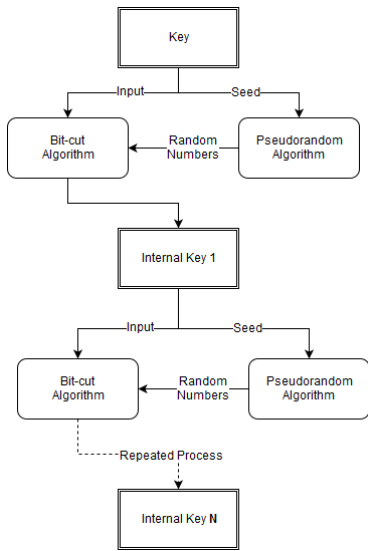 Key
Input
Seed
Bit-cut
Algorithm
Random
Numbers
Pseudorandom
Algorithm
Internal Key 1
Input
Seed
Bit-cut
Algorithm
Random
Numbers
Pseudorandom
Algorithm
Repeated Process
Internal Key N